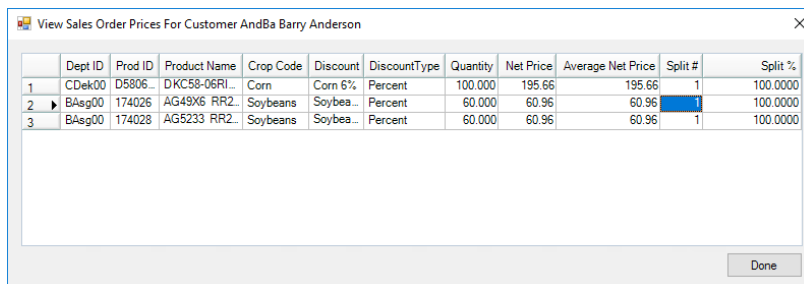 View Sales Order Prices For Customer AndBa Barry Anderson
Dept ID Prod ID Product Name Crop Code Discount DiscountType Quantity Net Price Average Net Price Split # Split %
1 CDek00 D5806... DKC58-06RI... Corn Corn 6% Percent 100.000 195.66 195.66 1 100.0000
2 BAsg00 174026 AG49X6 RR2... Soybeans Soybea... Percent 60.000 60.96 60.96 1 100.0000
3 BAsg00 174028 AG5233 RR2... Soybeans Soybea... Percent 60.000 60.96 60.96 1 100.0000
Done